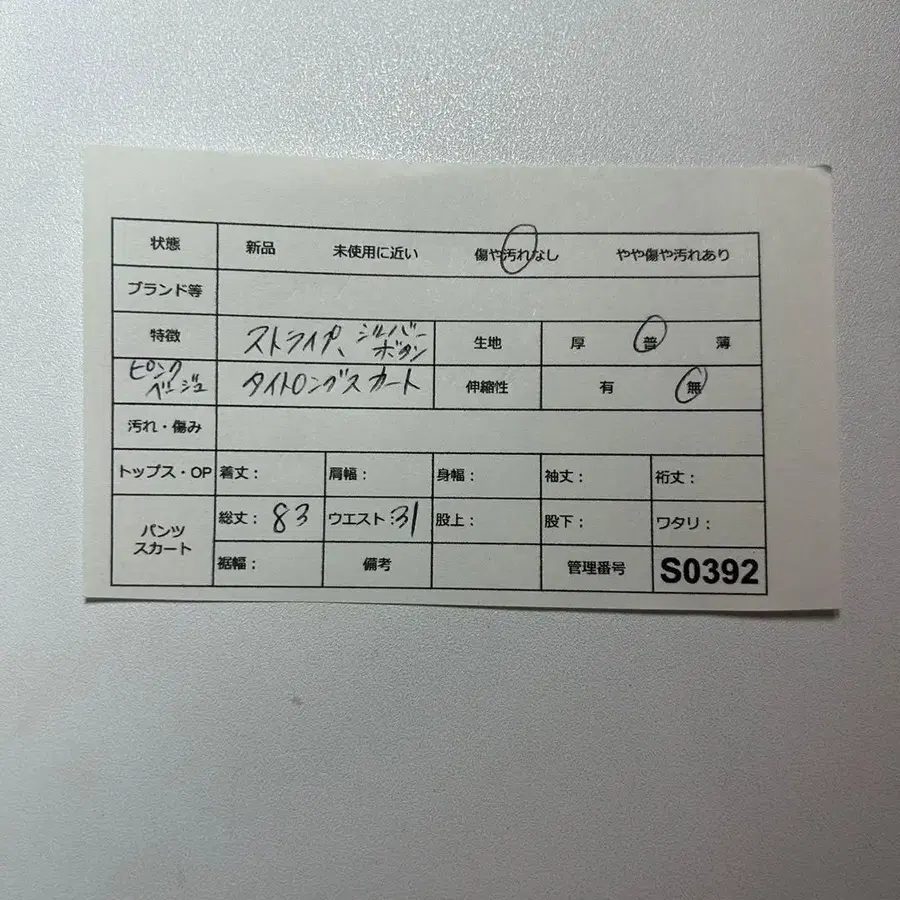 状態 新品 未使用に近い 傷や汚れなし やや傷や汚れあり
ブランド等
特徴 ストライプ、シルバーボタン 生地 厚 普 薄
ピンクベージュ タイトロングスカート 伸縮性 有 無
汚れ・傷み
トップス・OP 着丈： 肩幅： 身幅： 袖丈： 裄丈：
パンツ スカート 総丈：83 ウエスト：31 股上： 股下： ワタリ：
裾幅： 備考 管理番号 S0392